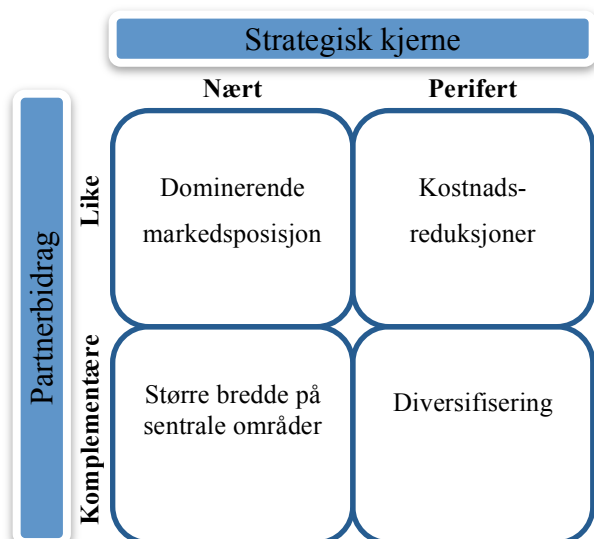 Strategisk kjerne
Nært
Perifert
Partnerbidrag
Like
Dominerende
markedsposisjon
Kostnads-
reduksjoner
Komplementære
Større bredde på
sentrale områder
Diversifisering